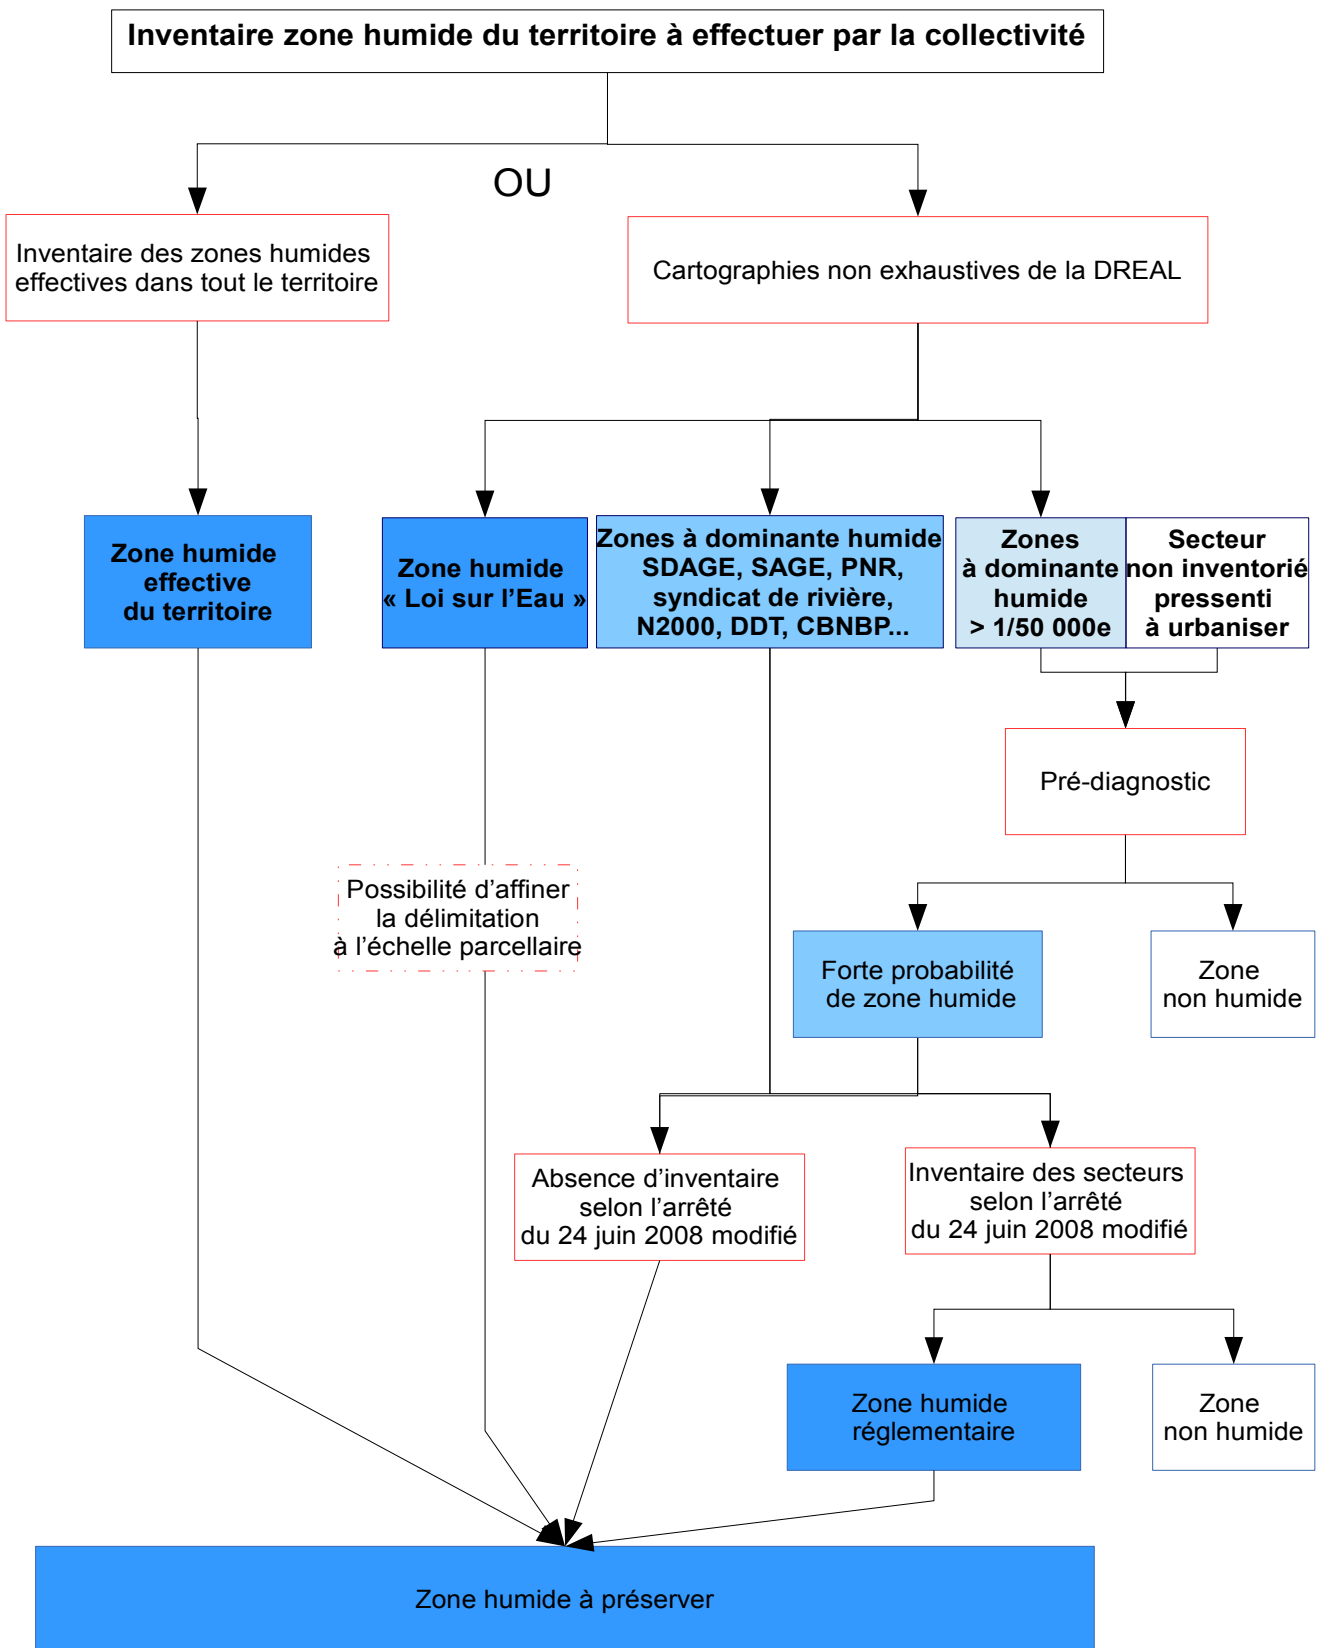 Inventaire zone humide du territoire à effectuer par la collectivité
OU
Inventaire des zones humides
effectives dans tout le territoire
Cartographies non exhaustives de la DREAL
Zone humide
effective
du territoire
Zone humide
« Loi sur l’Eau »
Zones à dominante humide
SDAGE, SAGE, PNR,
syndicat de rivière,
N2000, DDT, CBNBP...
Zones
à dominante
humide
> 1/50 000e
Secteur
non inventorié
pressenti
à urbaniser
Pré-diagnostic
Possibilité d’affiner
la délimitation
à l’échelle parcellaire
Forte probabilité
de zone humide
Zone
non humide
Absence d’inventaire
selon l’arrêté
du 24 juin 2008 modifié
Inventaire des secteurs
selon l’arrêté
du 24 juin 2008 modifié
Zone humide
réglementaire
Zone
non humide
Zone humide à préserver